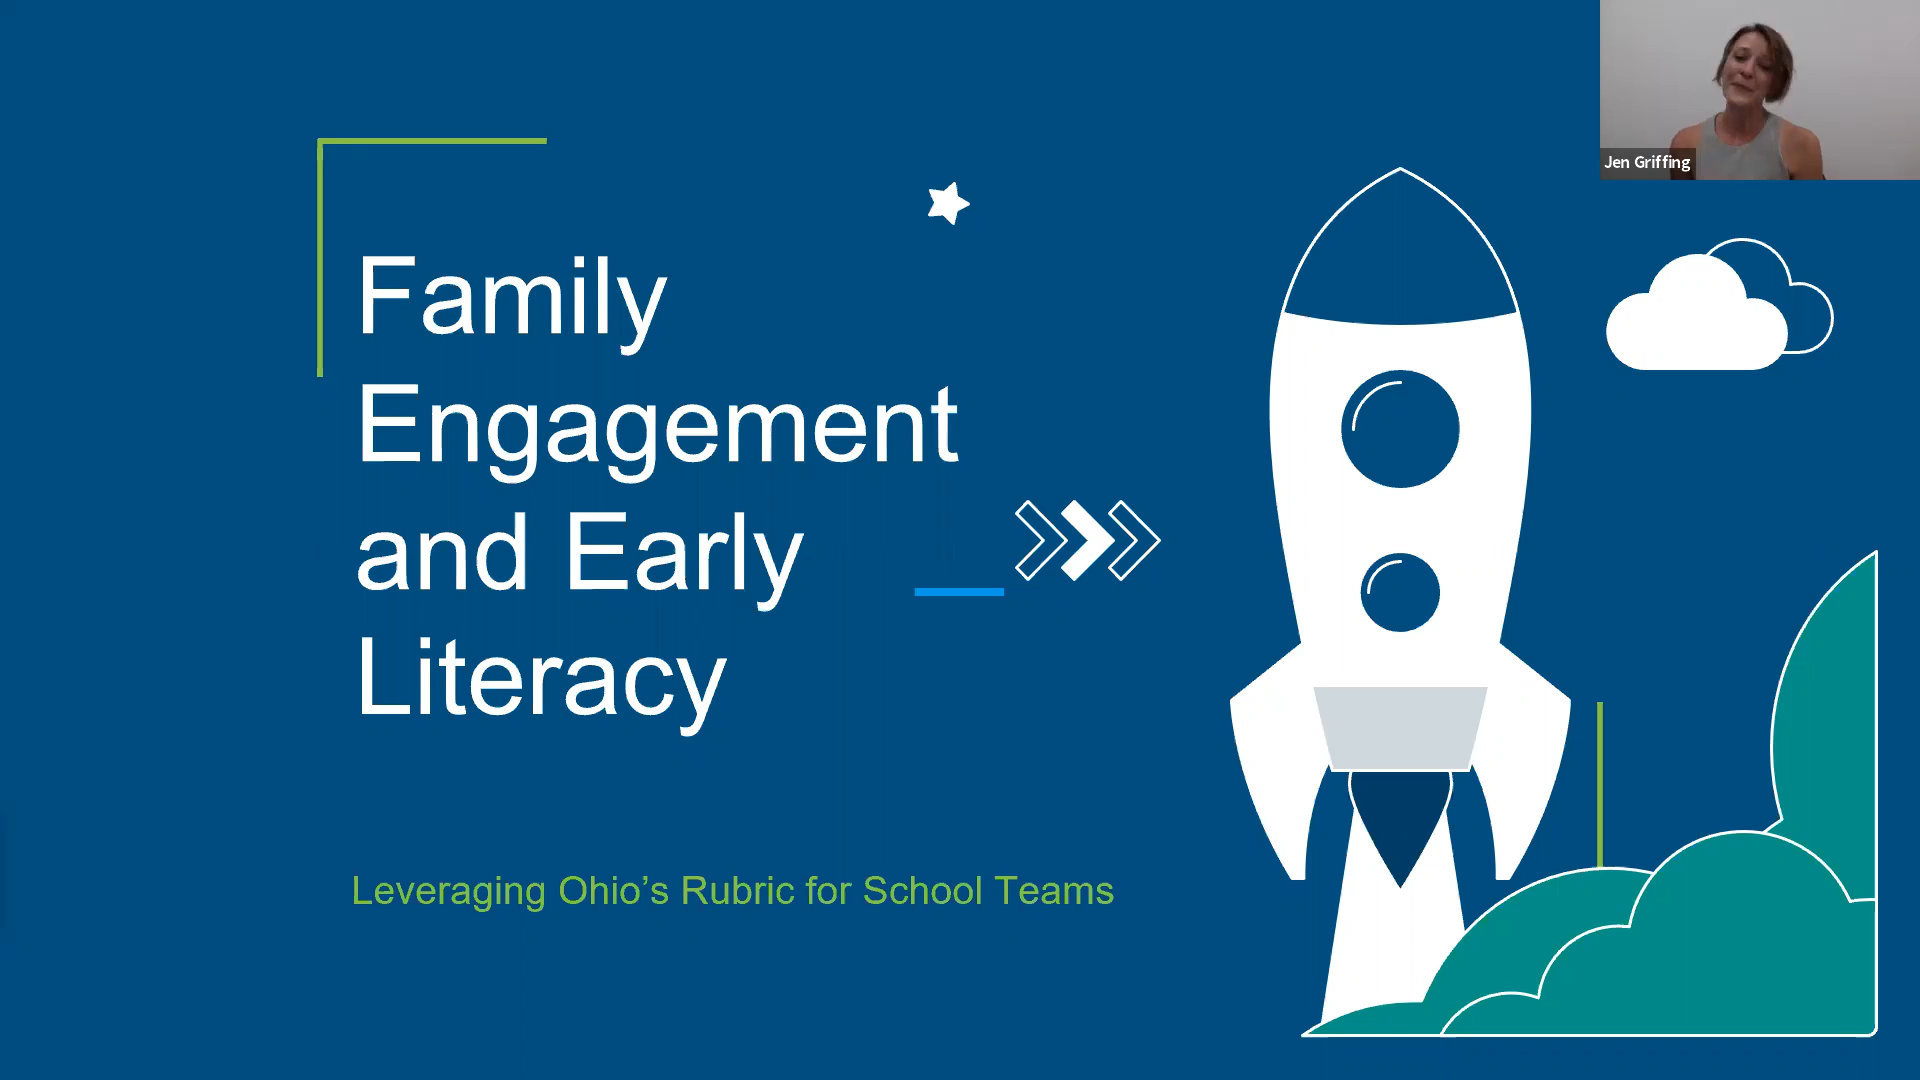 Family
Engagement
and Early
Literacy
Leveraging Ohio’s Rubric for School Teams
Jen Griffing